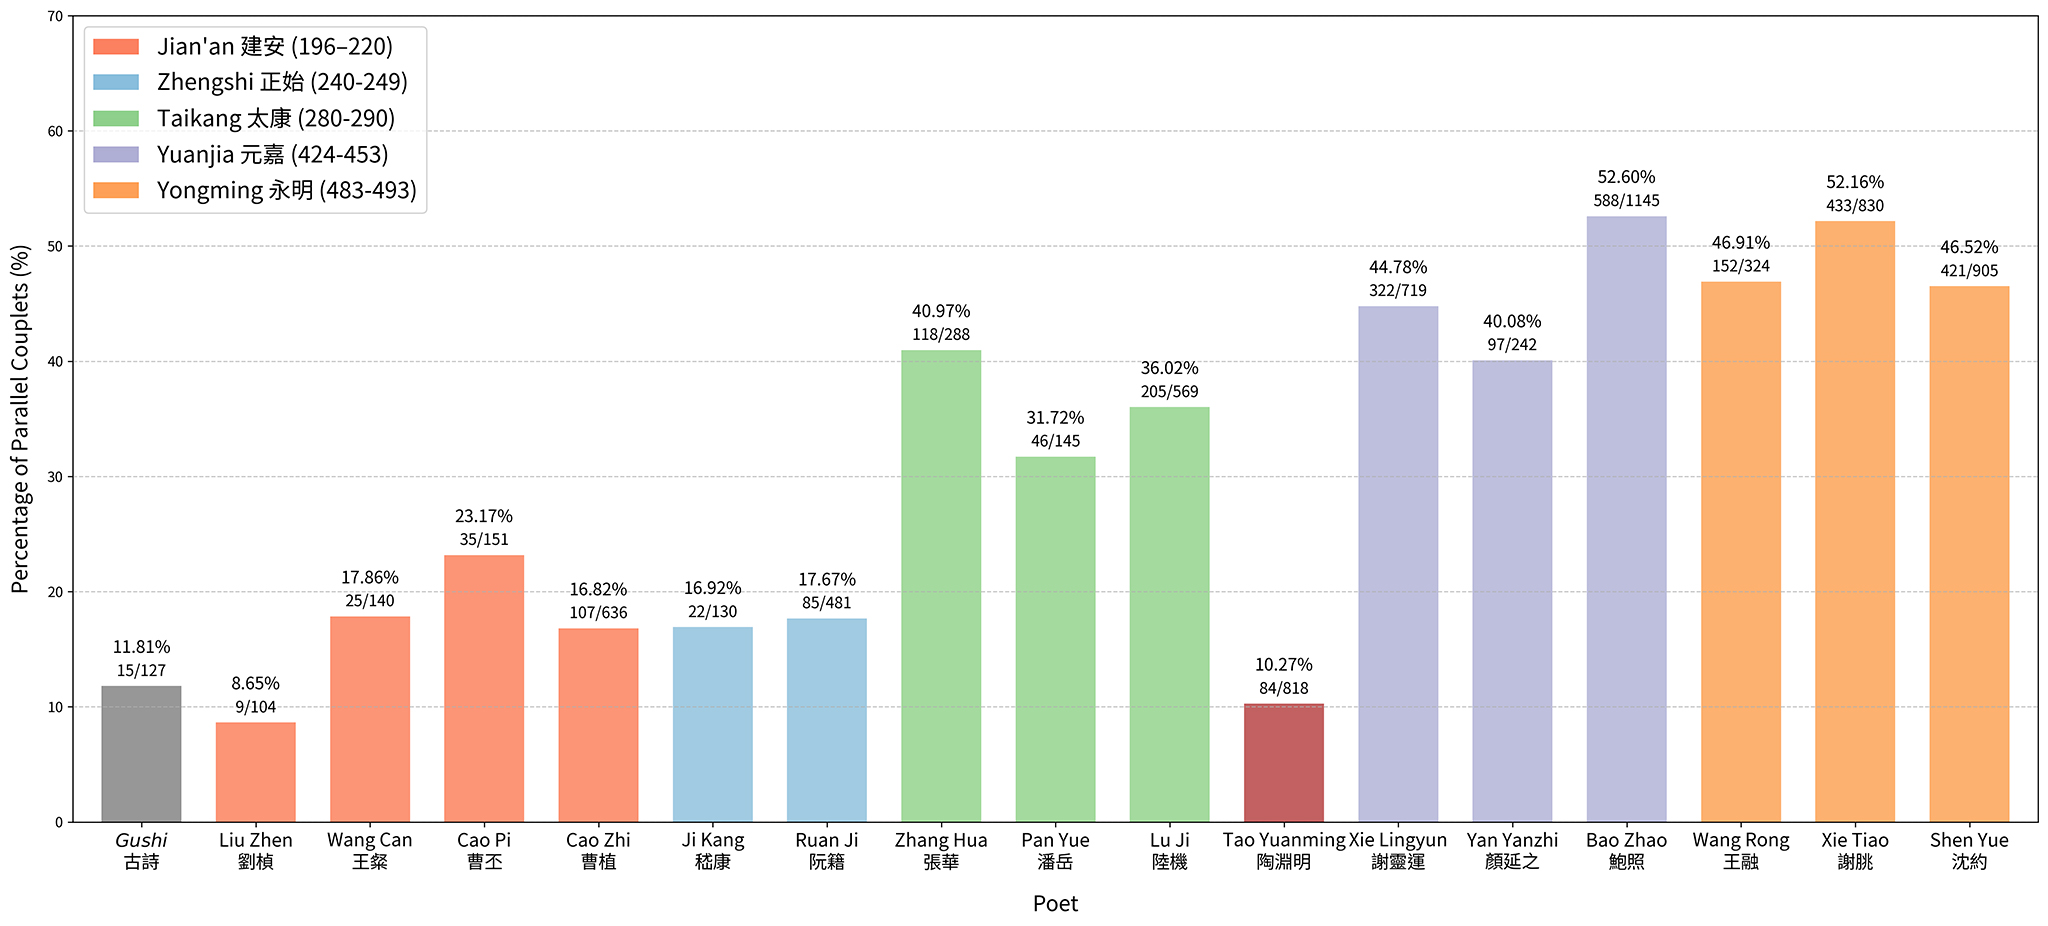 70
60
50
40
30
20
10
0
Percentage of Parallel Couplets (%)
Jian'an 建安 (196–220)
Zhengshi 正始 (240-249)
Taikang 太康 (280-290)
Yuanjia 元嘉 (424-453)
Yongming 永明 (483-493)
11.81%
15/127
8.65%
9/104
17.86%
25/140
23.17%
35/151
16.82%
107/636
16.92%
22/130
17.67%
85/481
40.97%
118/288
31.72%
46/145
36.02%
205/569
10.27%
84/818
44.78%
322/719
40.08%
97/242
52.60%
588/1145
46.91%
152/324
52.16%
433/830
46.52%
421/905
Gushi
古詩
Liu Zhen
劉楨
Wang Can
王粲
Cao Pi
曹丕
Cao Zhi
曹植
Ji Kang
嵇康
Ruan Ji
阮籍
Zhang Hua
張華
Pan Yue
潘岳
Lu Ji
陸機
Tao Yuanming
陶淵明
Xie Lingyun
謝靈運
Yan Yanzhi
顏延之
Bao Zhao
鮑照
Wang Rong
王融
Xie Tiao
謝朓
Shen Yue
沈約
Poet